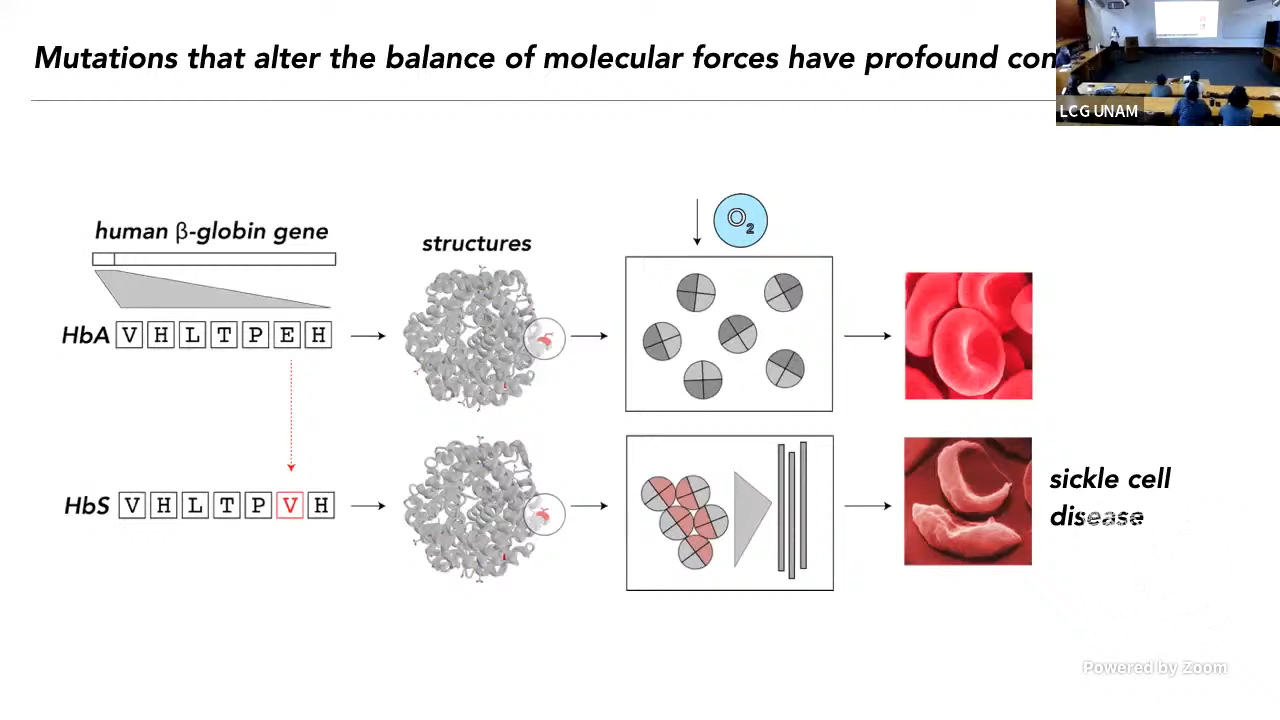 Mutations that alter the balance of molecular forces have profound con
LCG UNAM
human β-globin gene
structures
O2
HbA V H L T P E H
HbS V H L T P V H
sickle cell
disease
Powered by Zoom